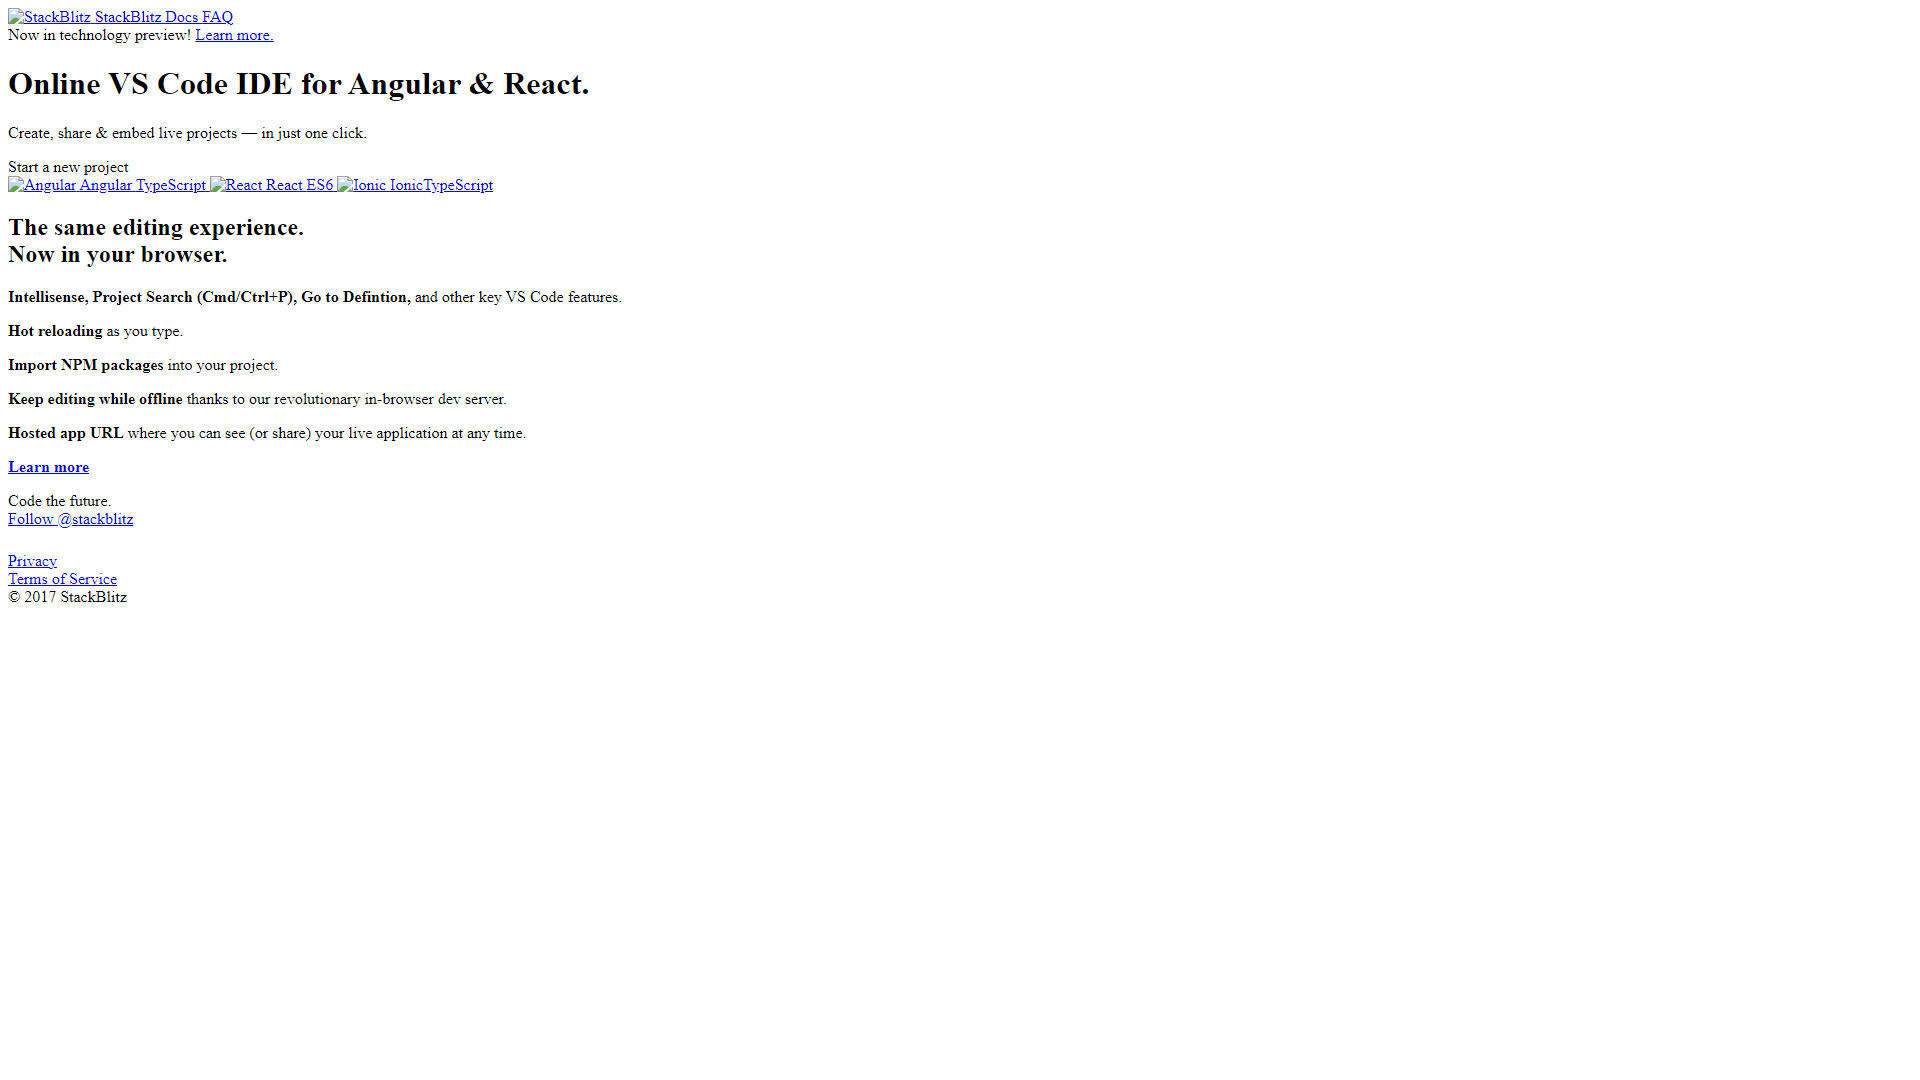 StackBlitz StackBlitz Docs FAQ
Now in technology preview! Learn more.
Online VS Code IDE for Angular & React.
Create, share & embed live projects — in just one click.
Start a new project
Angular Angular TypeScript React React ES6 Ionic IonicTypeScript
The same editing experience.
Now in your browser.
Intellisense, Project Search (Cmd/Ctrl+P), Go to Defintion, and other key VS Code features.
Hot reloading as you type.
Import NPM packages into your project.
Keep editing while offline thanks to our revolutionary in-browser dev server.
Hosted app URL where you can see (or share) your live application at any time.
Learn more
Code the future.
Follow @stackblitz
Privacy
Terms of Service
© 2017 StackBlitz